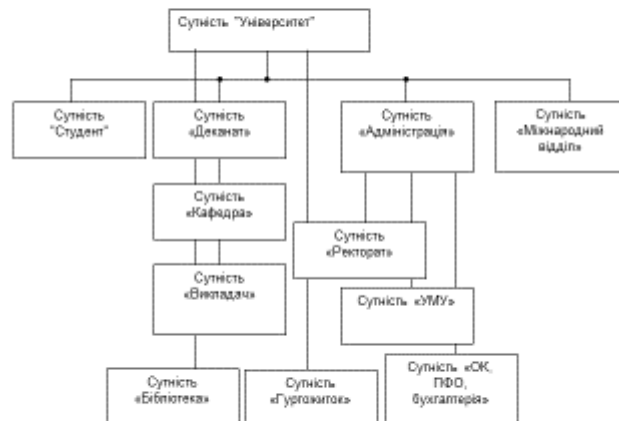 Сутність "Університет"
Сутність
"Студент"
Сутність
«Деканат»
Сутність
«Адміністрація»
Сутність
«Міжнародний
відділ»
Сутність
«Кафедра»
Сутність
«Ректорат»
Сутність
«Викладач»
Сутність «УМУ»
Сутність
«Бібліотека»
Сутність
«Гургожиток»
Сутність «ОК,
ПФО,
бухгалтерія»